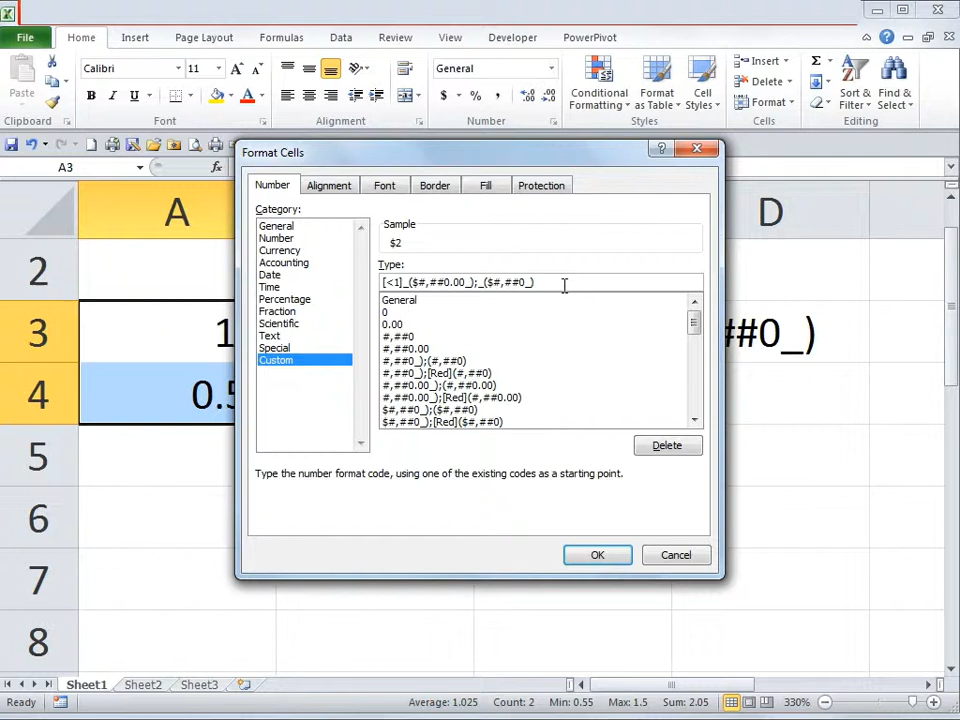 File Home Insert Page Layout Formulas Data Review View Developer PowerPivot
Calibri 11 General Insert Σ
Paste Delete
B I U $ % , Format
Conditional Formatting Format as Table Cell Styles Sort & Filter Find & Select
Clipboard Font Alignment Number Styles Cells Editing
A3 fx
Format Cells
Number Alignment Font Border Fill Protection
Category:
General
Number
Currency
Accounting
Date
Time
Percentage
Fraction
Scientific
Text
Special
Custom
Sample
$2
Type:
[<1]_($#,##0.00_);_($#,##0_)
General
0
0.00
#,##0
#,##0.00
#,##0_);(#,##0)
#,##0_);[Red](#,##0)
#,##0.00_);(#,##0.00)
#,##0.00_);[Red](#,##0.00)
$#,##0_);($#,##0)
$#,##0_);[Red]($#,##0)
Delete
Type the number format code, using one of the existing codes as a starting point.
OK Cancel
A D
2
3 1 ##0_)
4 0.5
5
6
7
8
Sheet1 Sheet2 Sheet3
Ready Average: 1.025 Count: 2 Min: 0.55 Max: 1.5 Sum: 2.05 330%